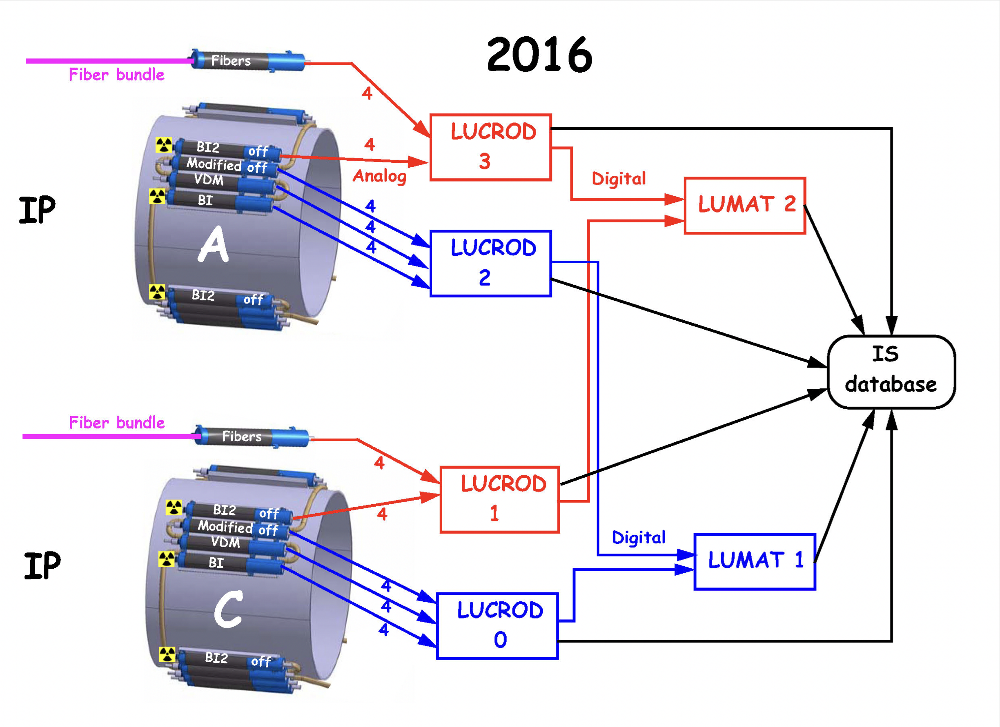 2016
Fibers
Fiber bundle
4
LUCROD
3
BI2 off
4
Modified off
Analog
VDM
BI
Digital
LUMAT 2
IP
4
4
4
A
LUCROD
2
BI2 off
IS
database
Fiber bundle
Fibers
4
LUCROD
1
BI2 off
4
Modified off
VDM
BI
Digital
LUMAT 1
IP
4
4
4
C
LUCROD
0
BI2 off